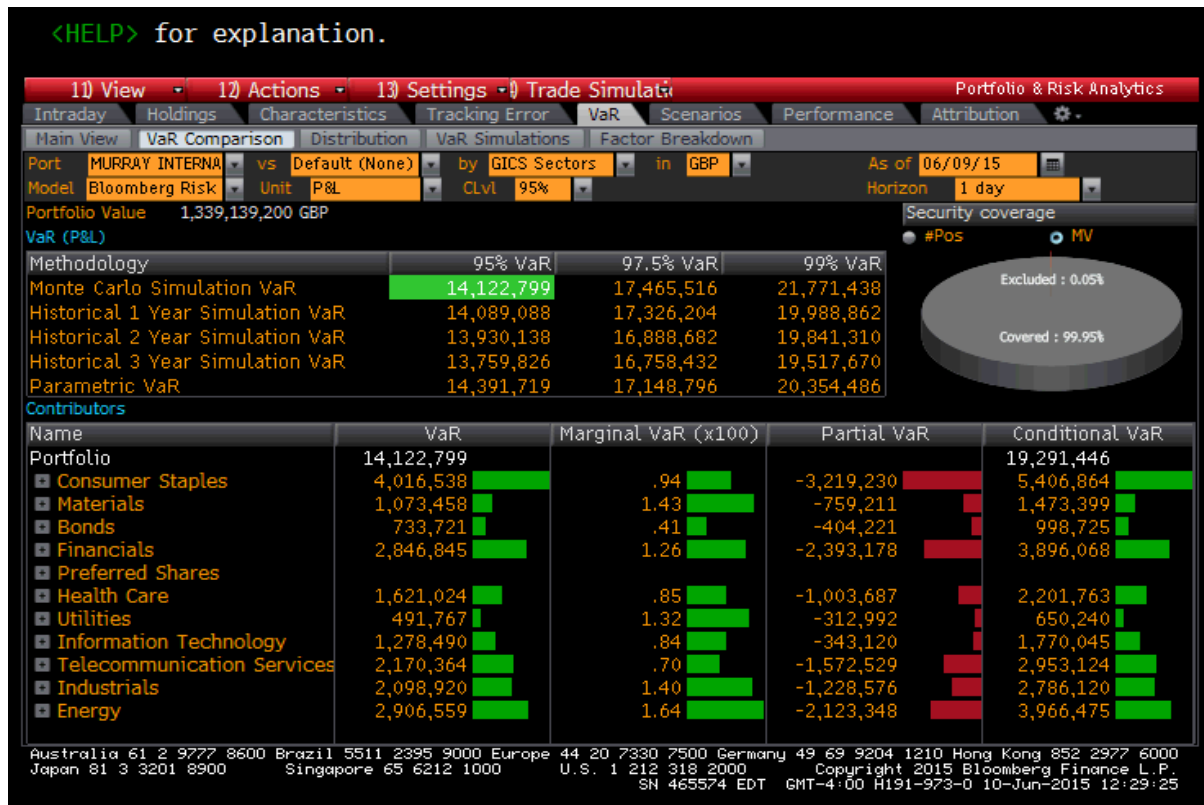 <HELP> for explanation.
11) View 12) Actions 13) Settings Trade Simulati Portfolio & Risk Analytics
Intraday Holdings Characteristics Tracking Error VaR Scenarios Performance Attribution
Main View VaR Comparison Distribution VaR Simulations Factor Breakdown
Port MURRAY INTERNA vs Default (None) by GICS Sectors in GBP As of 06/09/15
Model Bloomberg Risk Unit P&L CLvl 95% Horizon 1 day
Portfolio Value 1,339,139,200 GBP Security coverage
VaR (P&L) #Pos MV
Methodology 95% VaR 97.5% VaR 99% VaR
Monte Carlo Simulation VaR 14,122,799 17,465,516 21,771,438 Excluded : 0.05%
Historical 1 Year Simulation VaR 14,089,088 17,326,204 19,988,862
Historical 2 Year Simulation VaR 13,930,138 16,888,682 19,841,310 Covered : 99.95%
Historical 3 Year Simulation VaR 13,759,826 16,758,432 19,517,670
Parametric VaR 14,391,719 17,148,796 20,354,486
Contributors
Name VaR Marginal VaR (x100) Partial VaR Conditional VaR
Portfolio 14,122,799 19,291,446
Consumer Staples 4,016,538 .94 -3,219,230 5,406,864
Materials 1,073,458 1.43 -759,211 1,473,399
Bonds 733,721 .41 -404,221 998,725
Financials 2,846,845 1.26 -2,393,178 3,896,068
Preferred Shares
Health Care 1,621,024 .85 -1,003,687 2,201,763
Utilities 491,767 1.32 -312,992 650,240
Information Technology 1,278,490 .84 -343,120 1,770,045
Telecommunication Services 2,170,364 .70 -1,572,529 2,953,124
Industrials 2,098,920 1.40 -1,228,576 2,786,120
Energy 2,906,559 1.64 -2,123,348 3,966,475
Australia 61 2 9777 8600 Brazil 5511 2395 9000 Europe 44 20 7330 7500 Germany 49 69 9204 1210 Hong Kong 852 2977 6000
Japan 81 3 3201 8900 Singapore 65 6212 1000 U.S. 1 212 318 2000 Copyright 2015 Bloomberg Finance L.P.
SN 465574 EDT GMT-4:00 H191-973-0 10-Jun-2015 12:29:25